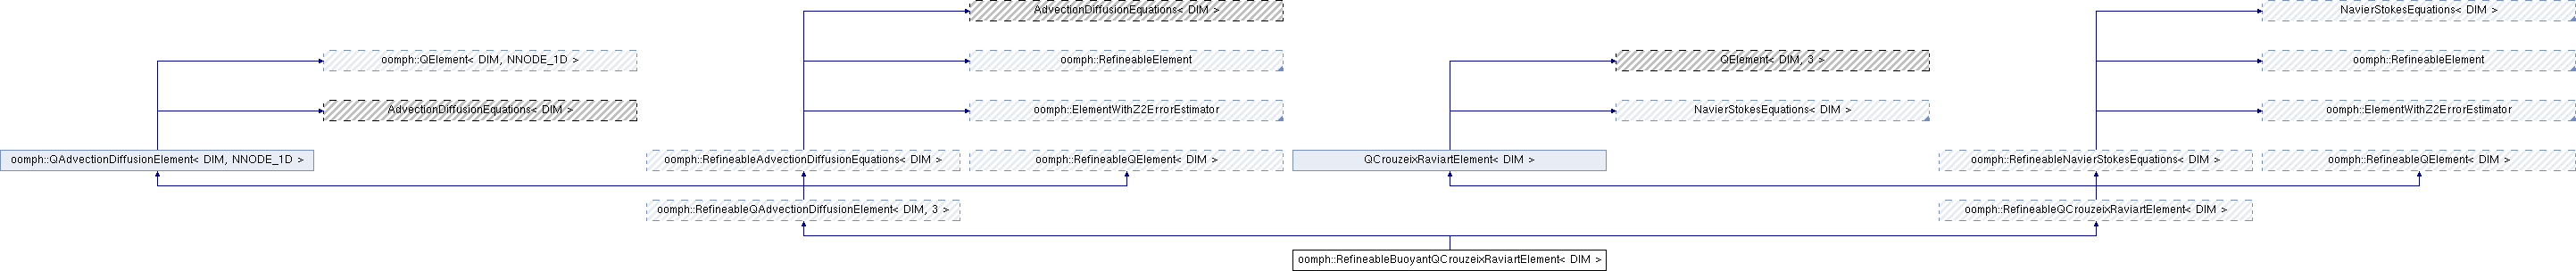 AdvectionDiffusionEquations< DIM >
NavierStokesEquations< DIM >
oomph::QElement< DIM, NNODE_1D >
oomph::RefineableElement
QElement< DIM, 3 >
oomph::RefineableElement
AdvectionDiffusionEquations< DIM >
oomph::ElementWithZ2ErrorEstimator
NavierStokesEquations< DIM >
oomph::ElementWithZ2ErrorEstimator
oomph::QAdvectionDiffusionElement< DIM, NNODE_1D >
oomph::RefineableAdvectionDiffusionEquations< DIM >
oomph::RefineableQElement< DIM >
QCrouzeixRaviartElement< DIM >
oomph::RefineableNavierStokesEquations< DIM >
oomph::RefineableQElement< DIM >
oomph::RefineableQAdvectionDiffusionElement< DIM, 3 >
oomph::RefineableQCrouzeixRaviartElement< DIM >
oomph::RefineableBuoyantQCrouzeixRaviartElement< DIM >